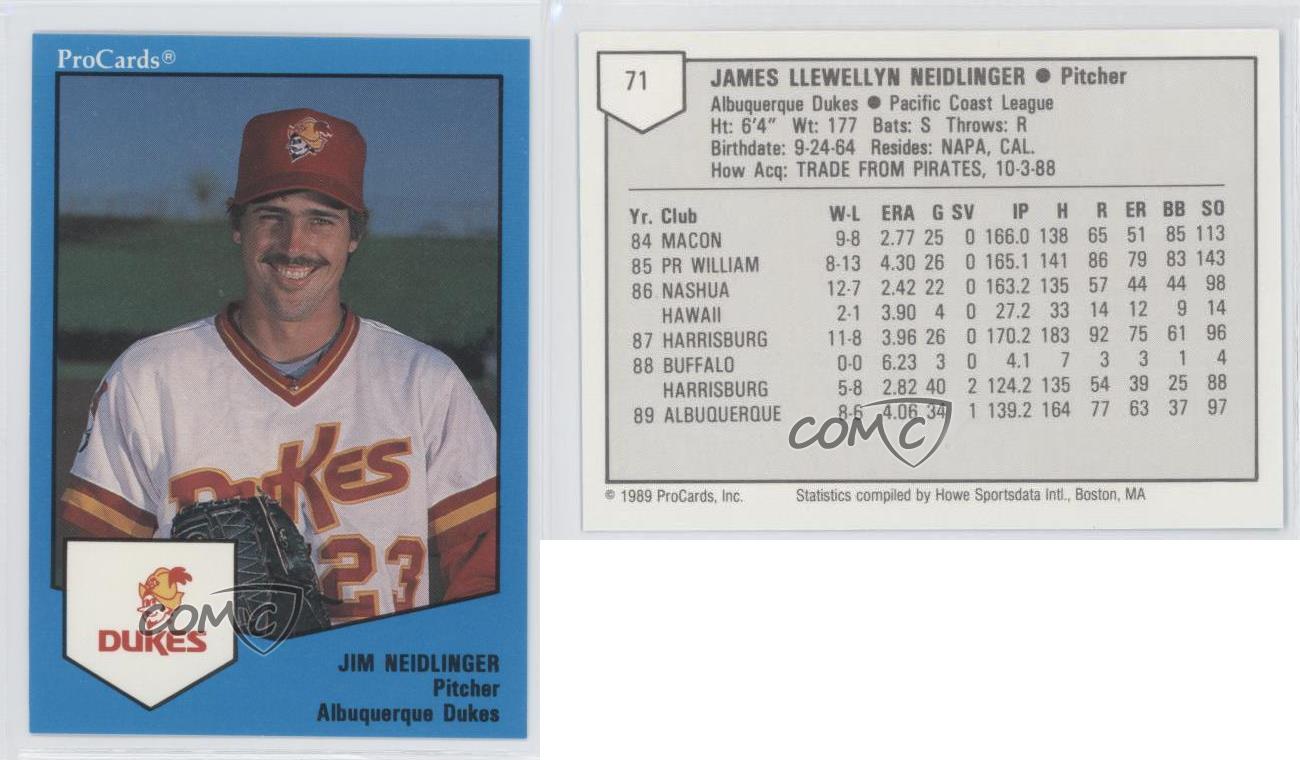 ProCards®
DUKES
23
DUKES
COMC
JIM NEIDLINGER
Pitcher
Albuquerque Dukes
71
JAMES LLEWELLYN NEIDLINGER ● Pitcher
Albuquerque Dukes ● Pacific Coast League
Ht: 6'4" Wt: 177 Bats: S Throws: R
Birthdate: 9-24-64 Resides: NAPA, CAL.
How Acq: TRADE FROM PIRATES, 10-3-88
Yr. Club W-L ERA G SV IP H R ER BB SO
84 MACON 9-8 2.77 25 0 166.0 138 65 51 85 113
85 PR WILLIAM 8-13 4.30 26 0 165.1 141 86 79 83 143
86 NASHUA 12-7 2.42 22 0 163.2 135 57 44 44 98
HAWAII 2-1 3.90 4 0 27.2 33 14 12 9 14
87 HARRISBURG 11-8 3.96 26 0 170.2 183 92 75 61 96
88 BUFFALO 0-0 6.23 3 0 4.1 7 3 3 1 4
HARRISBURG 5-8 2.82 40 2 124.2 135 54 39 25 88
89 ALBUQUERQUE 8-6 4.06 34 1 139.2 164 77 63 37 97
COMC
© 1989 ProCards, Inc. Statistics compiled by Howe Sportsdata Intl., Boston, MA